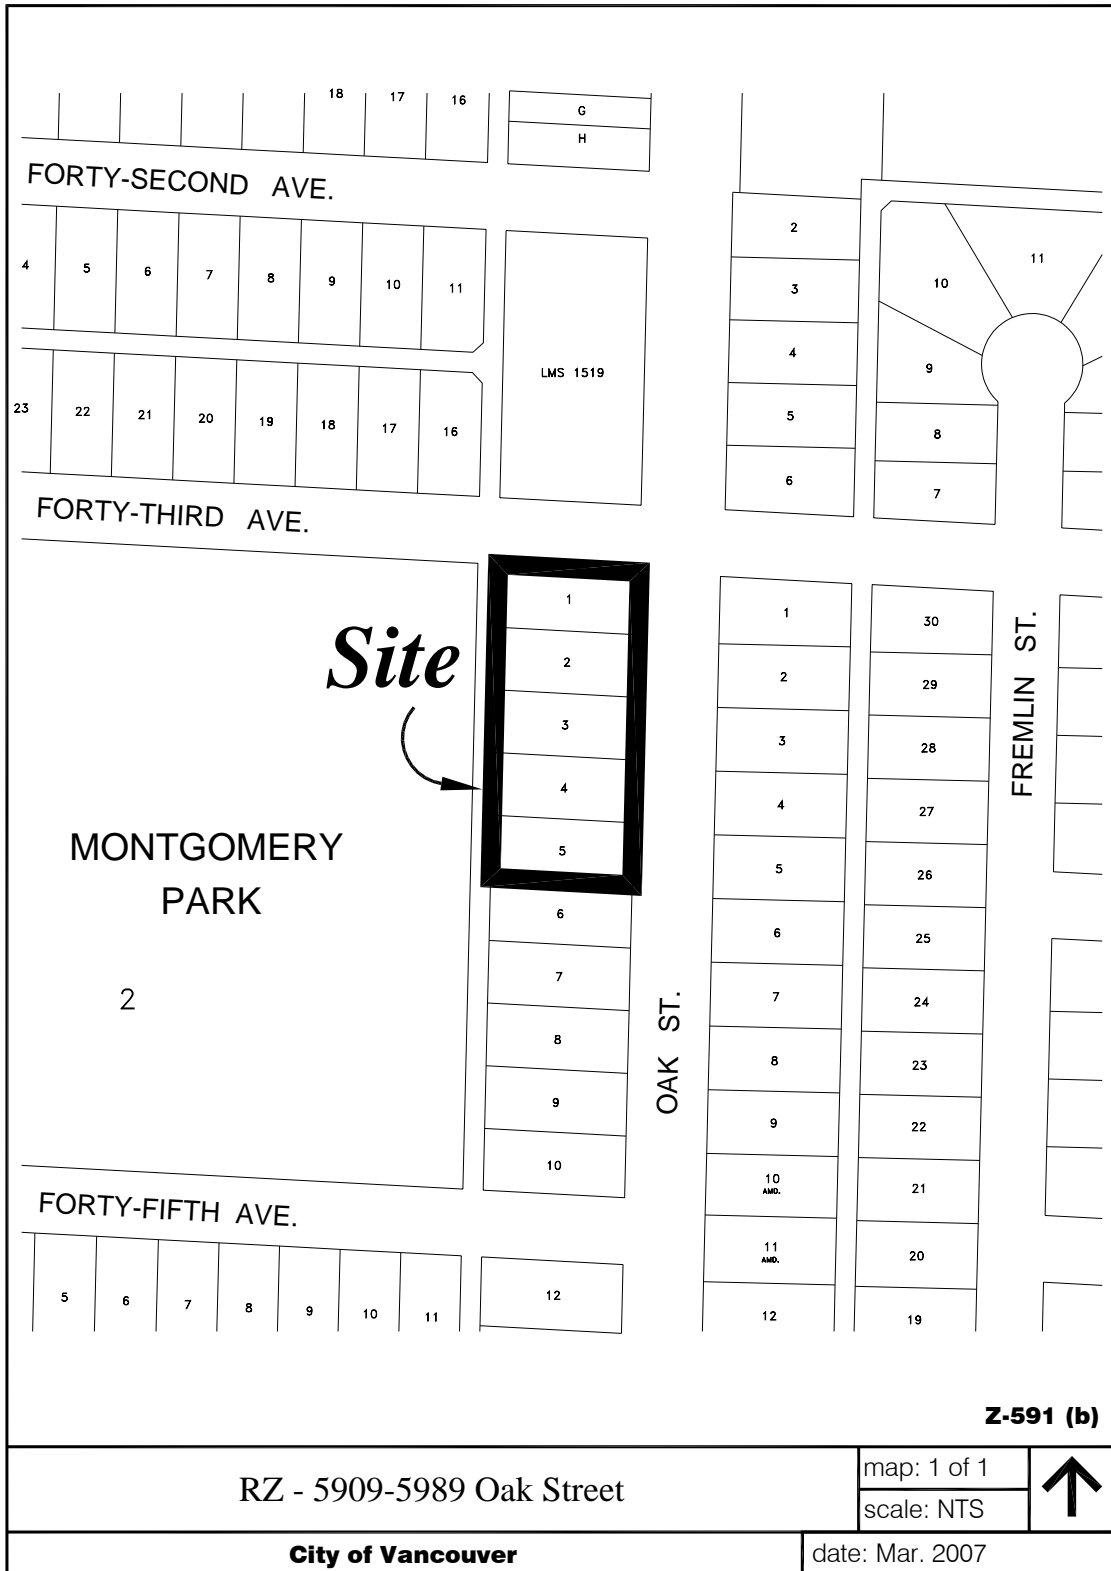 18 17 16 G
H
FORTY-SECOND AVE.
4 5 6 7 8 9 10 11
2
3
4
5
6
10 11
9
8
7
LMS 1519
23 22 21 20 19 18 17 16
FORTY-THIRD AVE.
Site
1
2
3
4
5
6
7
8
9
10
MONTGOMERY
PARK
2
OAK ST.
1
2
3
4
5
6
7
8
9
10
AMD.
11
AMD.
12
30
29
28
27
26
25
24
23
22
21
20
19
FREMLIN ST.
FORTY-FIFTH AVE.
5 6 7 8 9 10 11 12
Z-591 (b)
RZ - 5909-5989 Oak Street
map: 1 of 1
scale: NTS
City of Vancouver
date: Mar. 2007